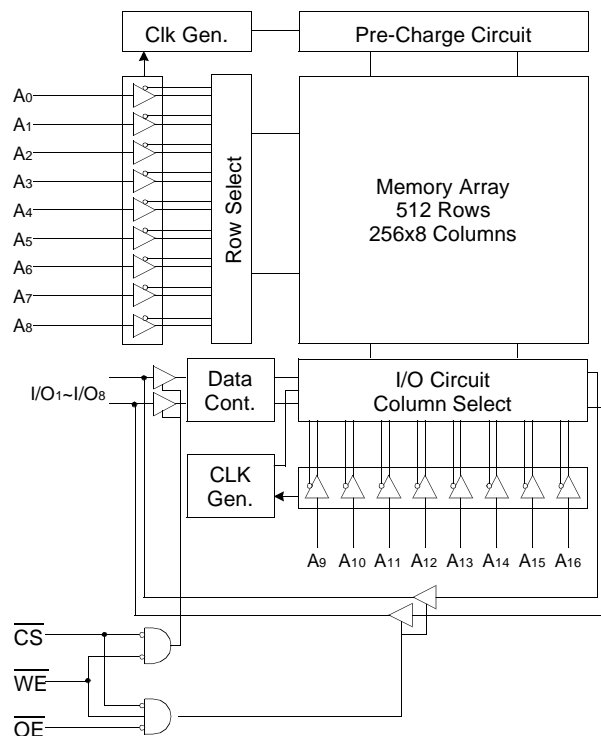 Clk Gen.
Pre-Charge Circuit
A0
A1
A2
A3
A4
A5
A6
A7
A8
Row Select
Memory Array
512 Rows
256x8 Columns
I/O1~I/O8
Data
Cont.
I/O Circuit
Column Select
CLK
Gen.
A9 A10 A11 A12 A13 A14 A15 A16
CS
WE
OE